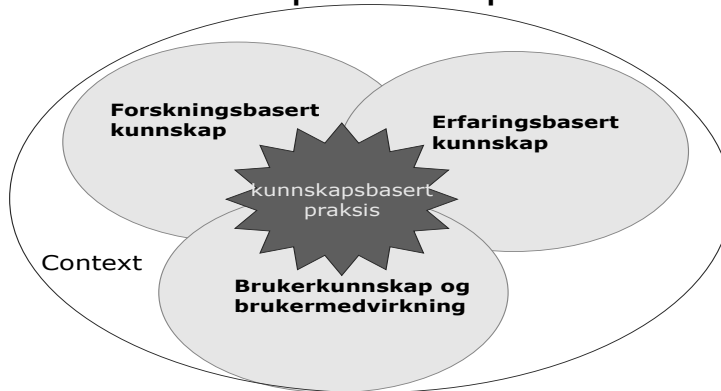 Forskningsbasert
kunnskap
Erfaringsbasert
kunnskap
kunnskapsbasert
praksis
Context
Brukerkunnskap og
brukermedvirkning